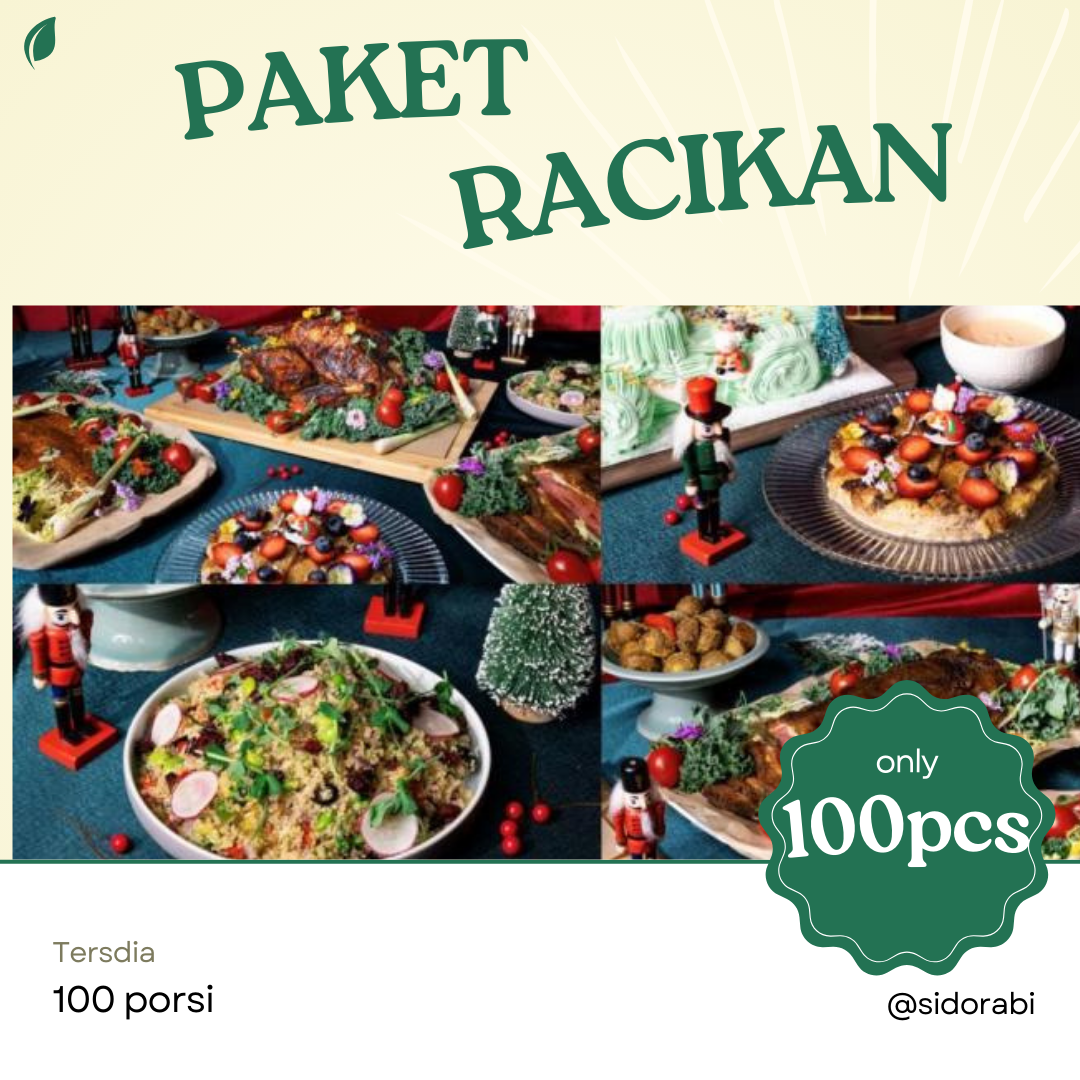 PAKET
RACIKAN
only
100pcs
Tersdia
100 porsi
@sidorabi